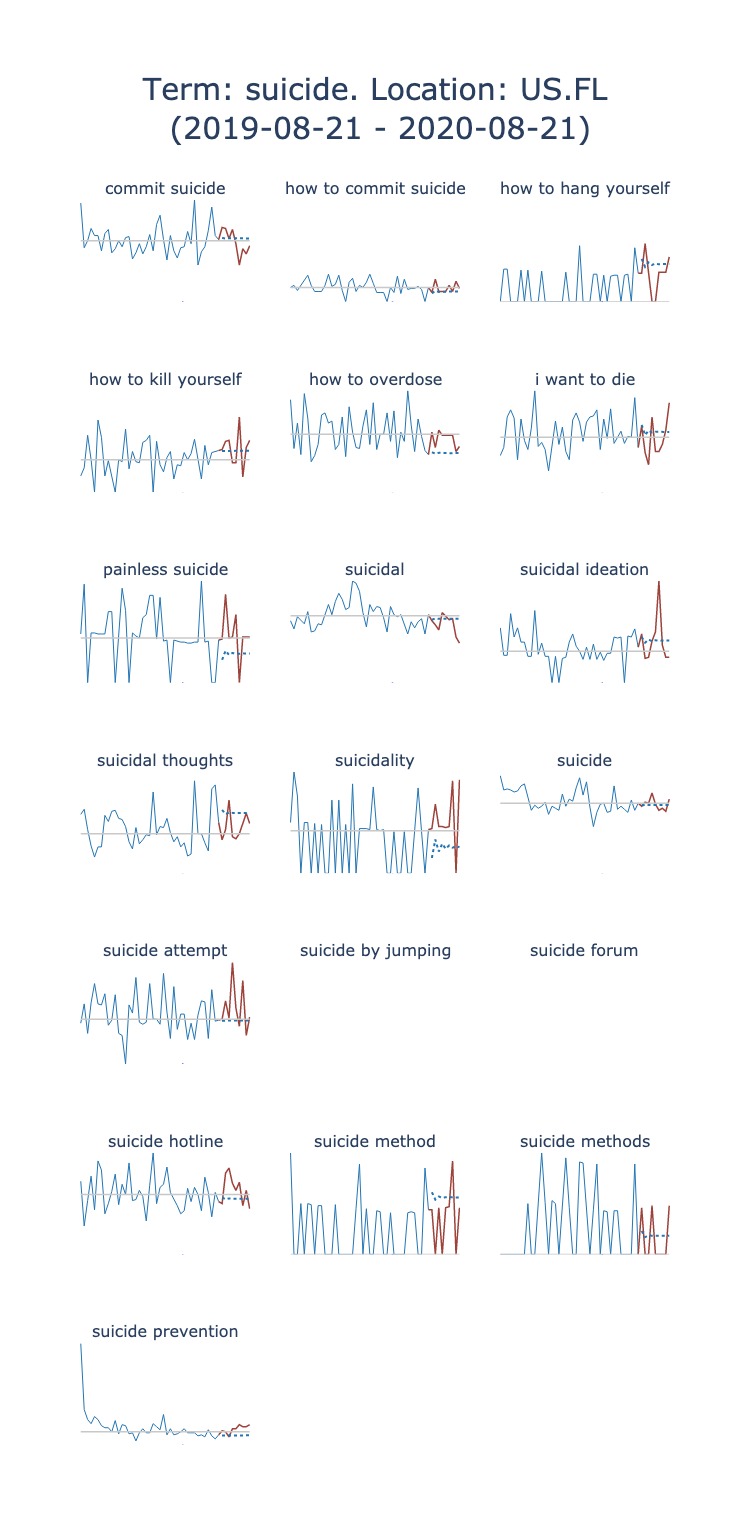 Term: suicide. Location: US.FL
(2019-08-21 - 2020-08-21)
commit suicide
how to commit suicide
how to hang yourself
how to kill yourself
how to overdose
i want to die
painless suicide
suicidal
suicidal ideation
suicidal thoughts
suicidality
suicide
suicide attempt
suicide by jumping
suicide forum
suicide hotline
suicide method
suicide methods
suicide prevention